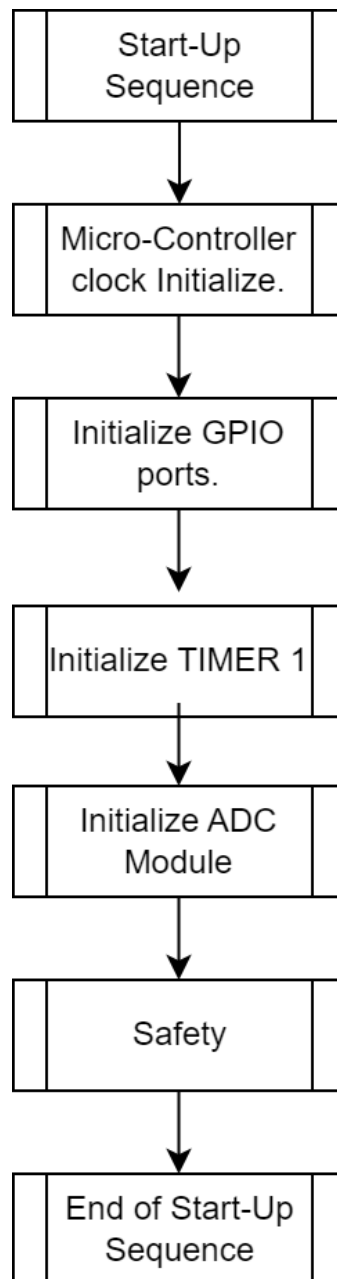 Start-Up
Sequence
Micro-Controller
clock Initialize.
Initialize GPIO
ports.
Initialize TIMER 1
Initialize ADC
Module
Safety
End of Start-Up
Sequence